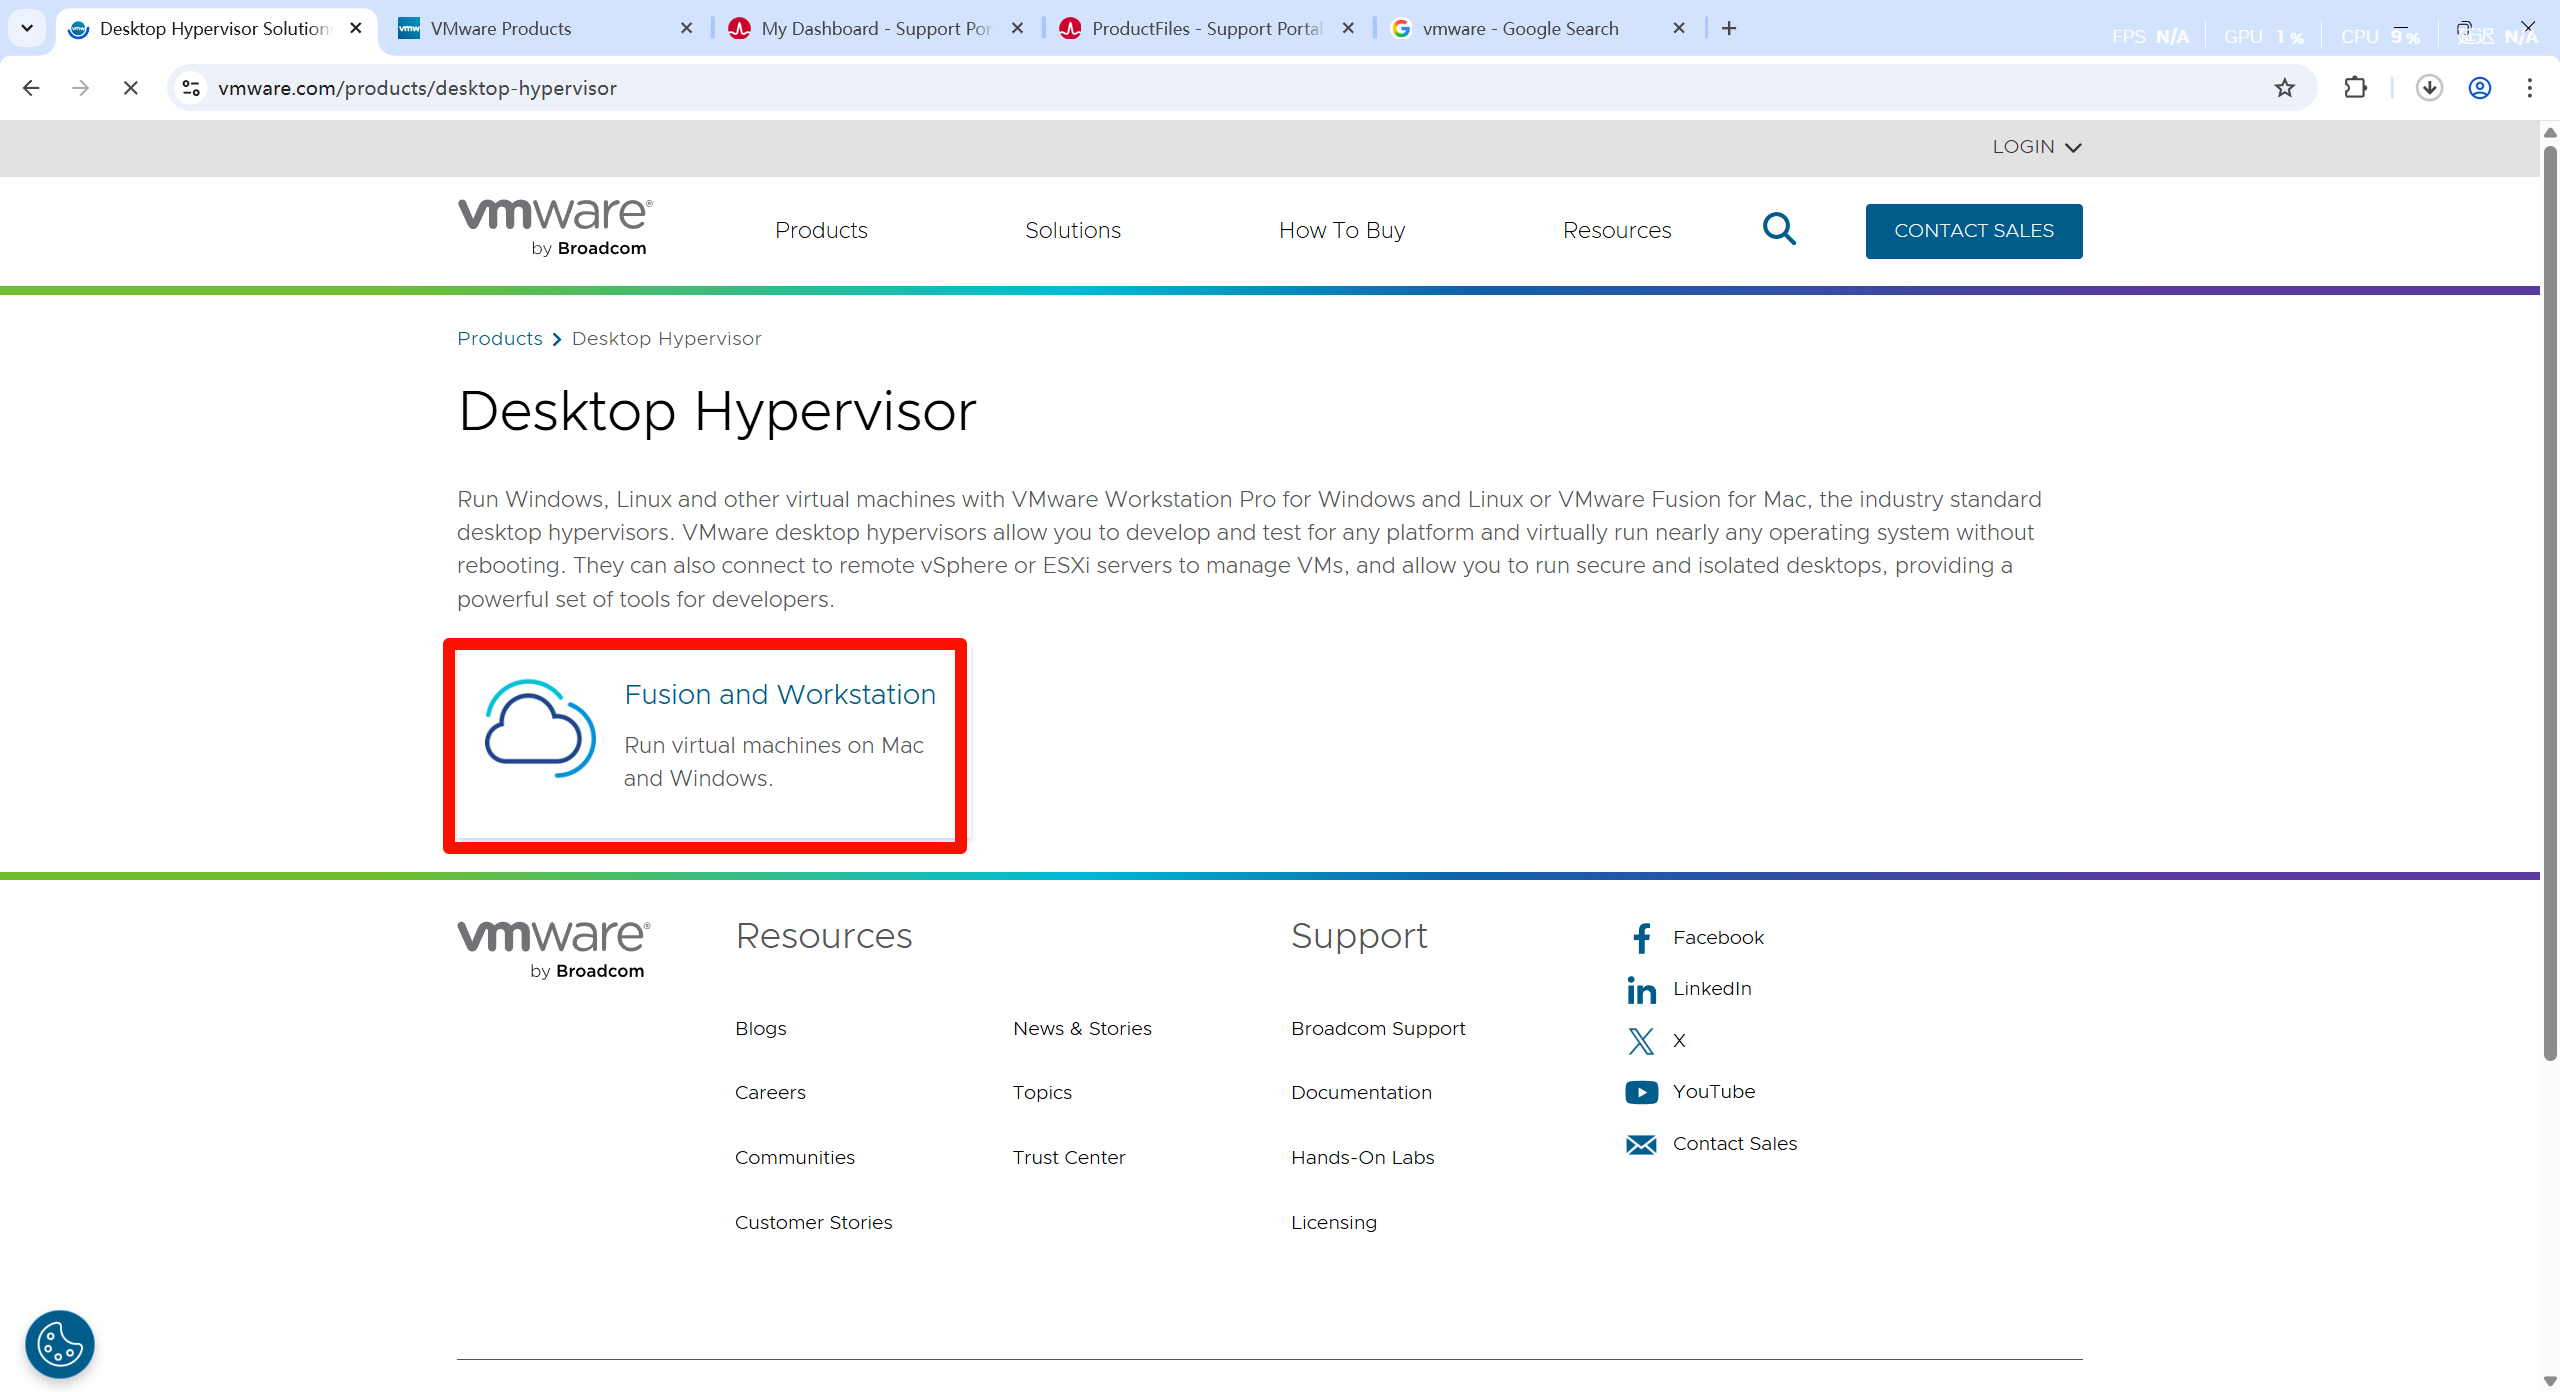 Desktop Hypervisor Solution
VMware Products
My Dashboard - Support Por
ProductFiles - Support Portal
vmware - Google Search
FPS N/A GPU 1 % CPU 9 % 延迟 N/A
vmware.com/products/desktop-hypervisor
LOGIN
vmware®
by Broadcom
Products
Solutions
How To Buy
Resources
CONTACT SALES
Products > Desktop Hypervisor
Desktop Hypervisor
Run Windows, Linux and other virtual machines with VMware Workstation Pro for Windows and Linux or VMware Fusion for Mac, the industry standard
desktop hypervisors. VMware desktop hypervisors allow you to develop and test for any platform and virtually run nearly any operating system without
rebooting. They can also connect to remote vSphere or ESXi servers to manage VMs, and allow you to run secure and isolated desktops, providing a
powerful set of tools for developers.
Fusion and Workstation
Run virtual machines on Mac
and Windows.
vmware®
by Broadcom
Resources
Blogs
Careers
Communities
Customer Stories
News & Stories
Topics
Trust Center
Support
Broadcom Support
Documentation
Hands-On Labs
Licensing
Facebook
LinkedIn
X
YouTube
Contact Sales